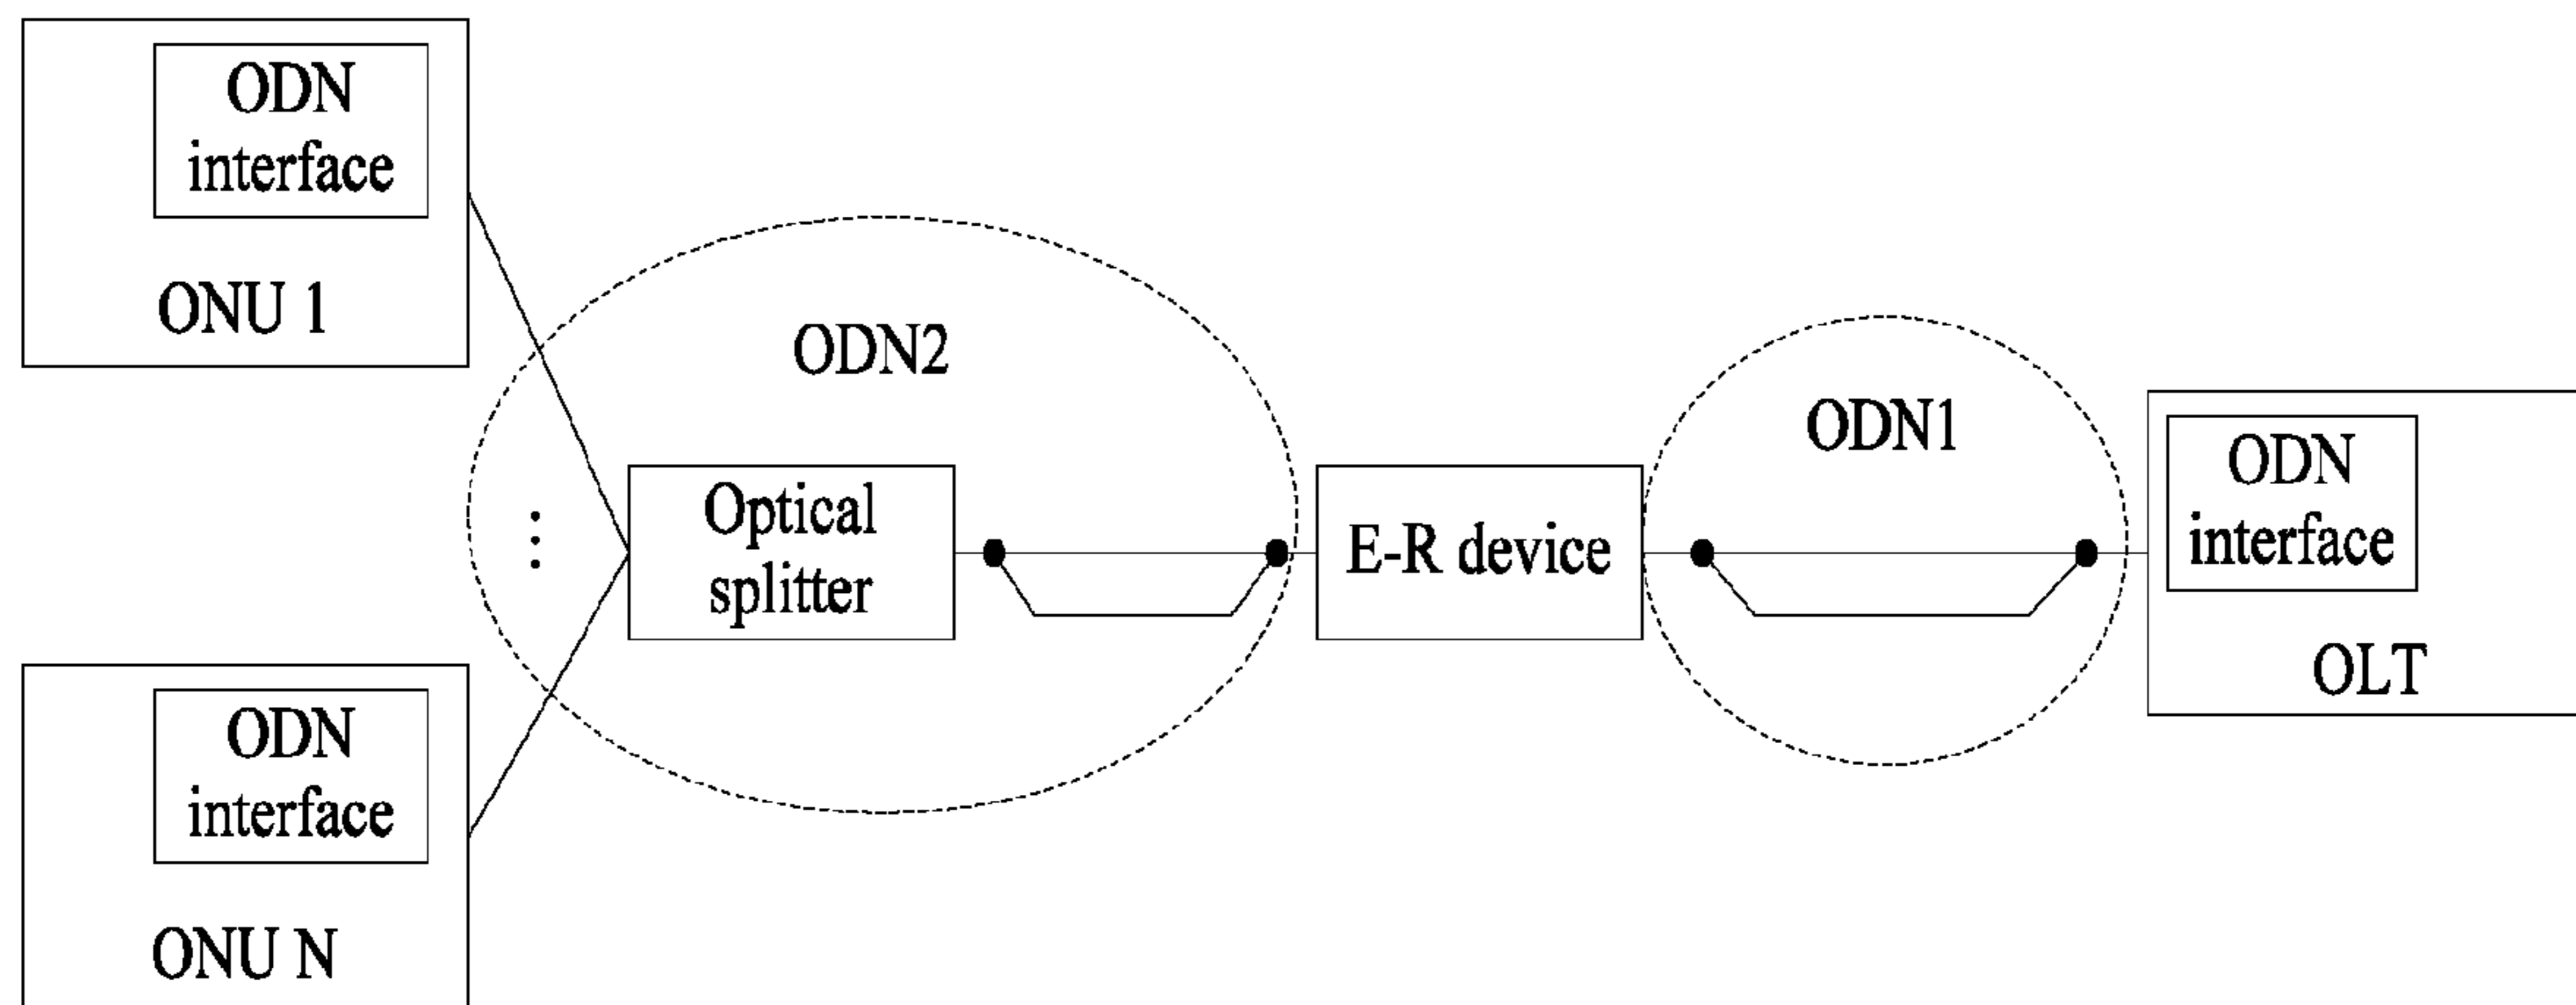 ODN
interface
ONU 1
ODN2
ODN1
Optical
splitter
E-R device
ODN
interface
OLT
ODN
interface
ONU N